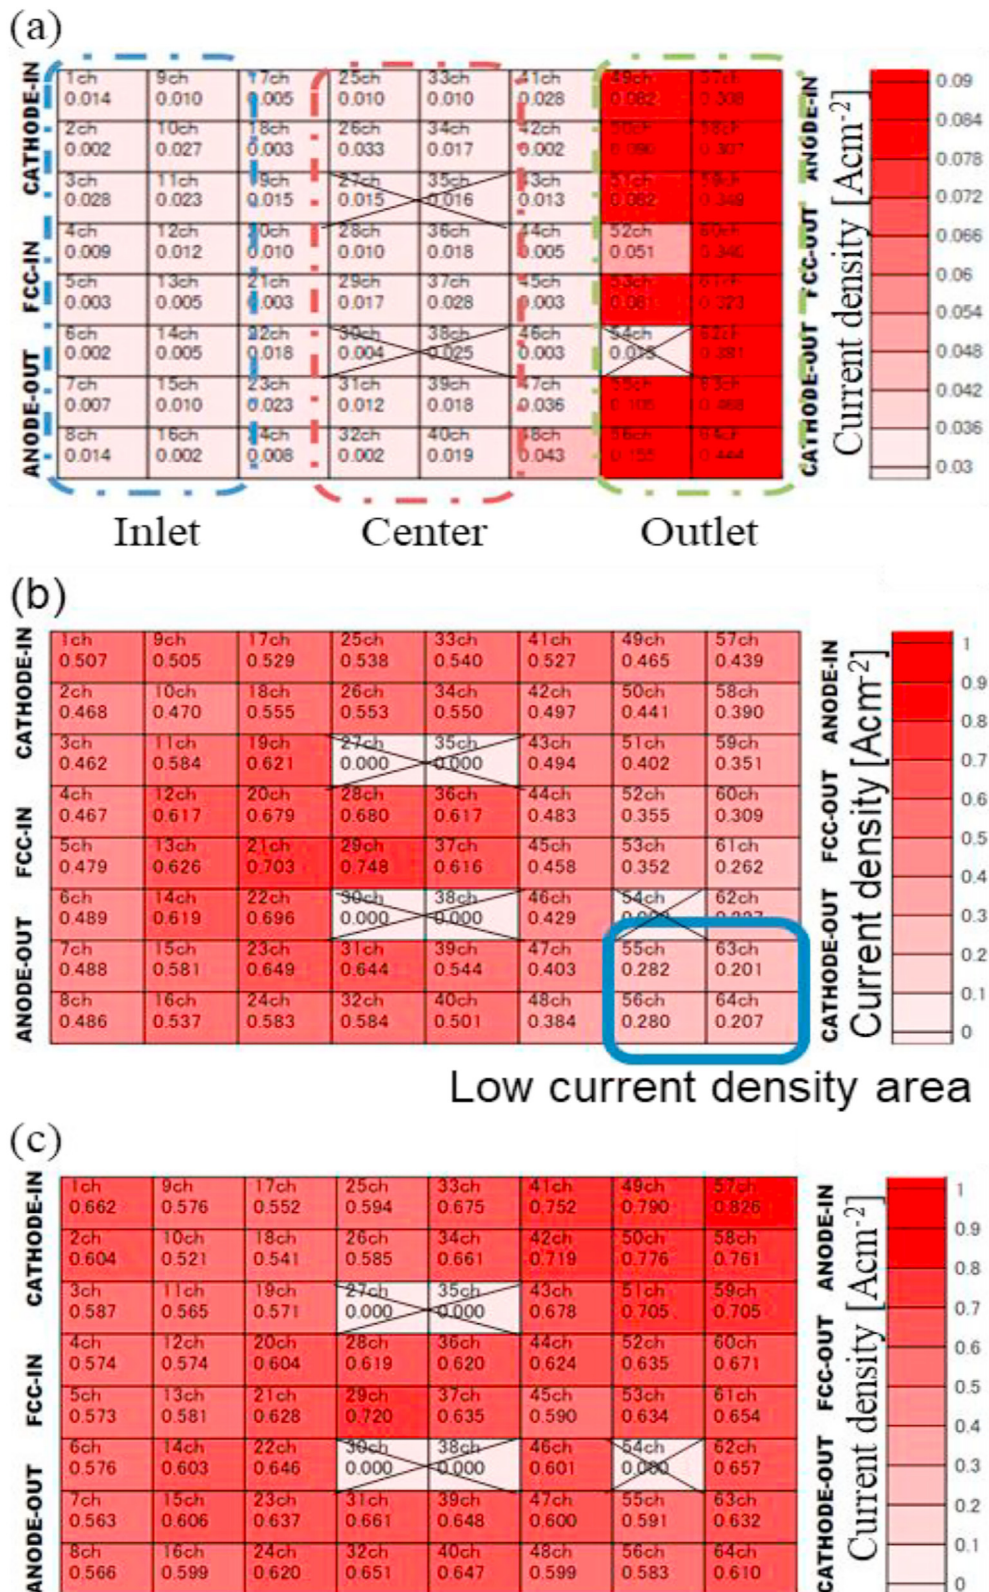 (a)
CATHODE-IN
FCC-IN
ANODE-OUT
1ch 9ch 17ch 25ch 33ch 41ch 49ch 57ch
0.014 0.010 0.005 0.010 0.010 0.028 0.082 0.308
2ch 10ch 18ch 26ch 34ch 42ch 50ch 58ch
0.002 0.027 0.003 0.033 0.017 0.002 0.090 0.307
3ch 11ch 19ch 27ch 35ch 43ch 51ch 59ch
0.028 0.023 0.015 0.015 0.016 0.013 0.062
4ch 12ch 20ch 28ch 36ch 44ch 52ch 60ch
0.009 0.012 0.010 0.010 0.018 0.005 0.051
5ch 13ch 21ch 29ch 37ch 45ch 53ch 61ch
0.003 0.005 0.003 0.017 0.028 0.003 0.323
6ch 14ch 22ch 30ch 38ch 46ch 54ch 62ch
0.002 0.005 0.018 0.004 0.025 0.003
7ch 15ch 23ch 31ch 39ch 47ch 55ch 63ch
0.007 0.010 0.023 0.012 0.018 0.036
8ch 16ch 24ch 32ch 40ch 48ch 56ch 64ch
0.014 0.002 0.008 0.002 0.019 0.043 0.155 0.444
ANODE-IN
FCC-OUT
CATHODE-OUT
Current density [Acm-2]
0.09
0.084
0.078
0.072
0.066
0.06
0.054
0.048
0.042
0.036
0.03
Inlet Center Outlet
(b)
CATHODE-IN
FCC-IN
ANODE-OUT
1ch 9ch 17ch 25ch 33ch 41ch 49ch 57ch
0.507 0.505 0.529 0.538 0.540 0.527 0.465 0.439
2ch 10ch 18ch 26ch 34ch 42ch 50ch 58ch
0.468 0.470 0.555 0.553 0.550 0.497 0.441 0.390
3ch 11ch 19ch 27ch 35ch 43ch 51ch 59ch
0.462 0.584 0.621 0.000 0.000 0.494 0.402 0.351
4ch 12ch 20ch 28ch 36ch 44ch 52ch 60ch
0.467 0.617 0.679 0.680 0.617 0.483 0.355 0.309
5ch 13ch 21ch 29ch 37ch 45ch 53ch 61ch
0.479 0.626 0.703 0.748 0.616 0.458 0.352 0.262
6ch 14ch 22ch 30ch 38ch 46ch 54ch 62ch
0.489 0.619 0.696 0.000 0.000 0.429
7ch 15ch 23ch 31ch 39ch 47ch 55ch 63ch
0.488 0.581 0.649 0.644 0.544 0.403 0.282 0.201
8ch 16ch 24ch 32ch 40ch 48ch 56ch 64ch
0.486 0.537 0.583 0.584 0.501 0.384 0.280 0.207
ANODE-IN
FCC-OUT
CATHODE-OUT
Current density [Acm-2]
1
0.9
0.8
0.7
0.6
0.5
0.4
0.3
0.2
0.1
0
Low current density area
(c)
CATHODE-IN
FCC-IN
ANODE-OUT
1ch 9ch 17ch 25ch 33ch 41ch 49ch 57ch
0.662 0.576 0.552 0.594 0.675 0.752 0.790 0.826
2ch 10ch 18ch 26ch 34ch 42ch 50ch 58ch
0.604 0.521 0.541 0.585 0.661 0.719 0.776 0.761
3ch 11ch 19ch 27ch 35ch 43ch 51ch 59ch
0.587 0.565 0.571 0.000 0.000 0.678 0.705 0.705
4ch 12ch 20ch 28ch 36ch 44ch 52ch 60ch
0.574 0.574 0.604 0.619 0.620 0.624 0.635 0.671
5ch 13ch 21ch 29ch 37ch 45ch 53ch 61ch
0.573 0.581 0.628 0.720 0.635 0.590 0.634 0.654
6ch 14ch 22ch 30ch 38ch 46ch 54ch 62ch
0.576 0.603 0.646 0.000 0.000 0.601 0.000 0.657
7ch 15ch 23ch 31ch 39ch 47ch 55ch 63ch
0.563 0.606 0.637 0.661 0.648 0.600 0.591 0.632
8ch 16ch 24ch 32ch 40ch 48ch 56ch 64ch
0.566 0.599 0.620 0.651 0.647 0.599 0.583 0.610
ANODE-IN
FCC-OUT
CATHODE-OUT
Current density [Acm-2]
1
0.9
0.8
0.7
0.6
0.5
0.4
0.3
0.2
0.1
0